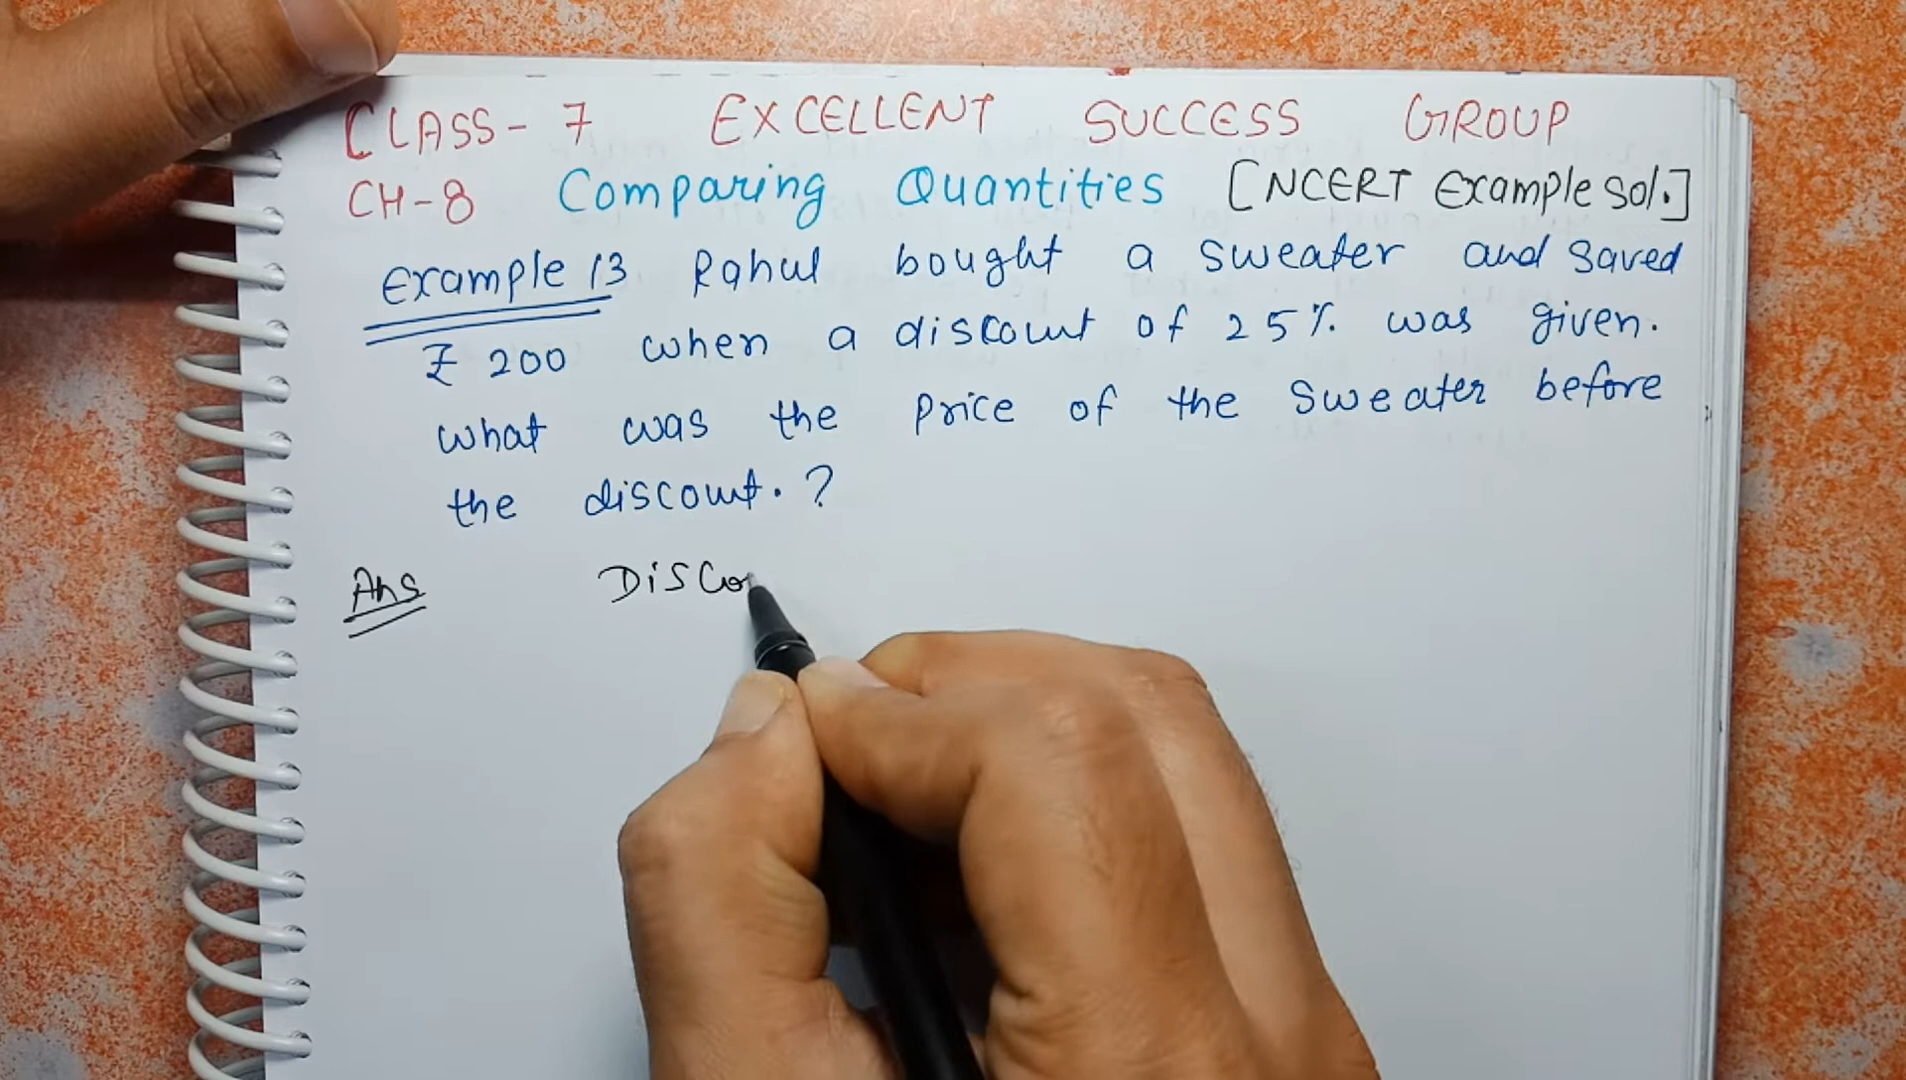 CLASS- 7 EXCELLENT SUCCESS GROUP
CH-8 Comparing Quantities [NCERT Example Sol.]
Example 13 Rahul bought a sweater and saved
₹ 200 when a discount of 25% was given.
what was the Price of the sweater before
the discount. ?
Ans Disco